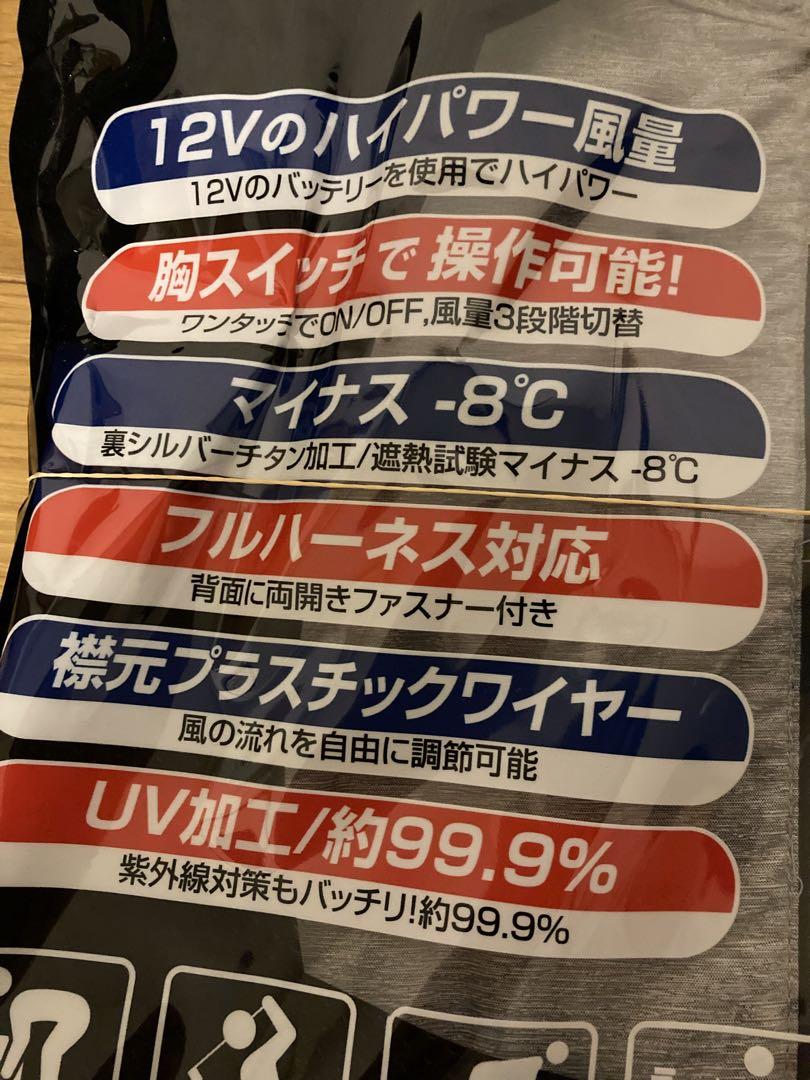 12Vのハイパワー風量
12Vのバッテリーを使用でハイパワー
胸スイッチで操作可能!
ワンタッチでON/OFF,風量3段階切替
マイナス -8℃
裏シルバーチタン加工/遮熱試験マイナス -8℃
フルハーネス対応
背面に両開きファスナー付き
襟元プラスチックワイヤー
風の流れを自由に調節可能
UV加工/約99.9%
紫外線対策もバッチリ!約99.9%